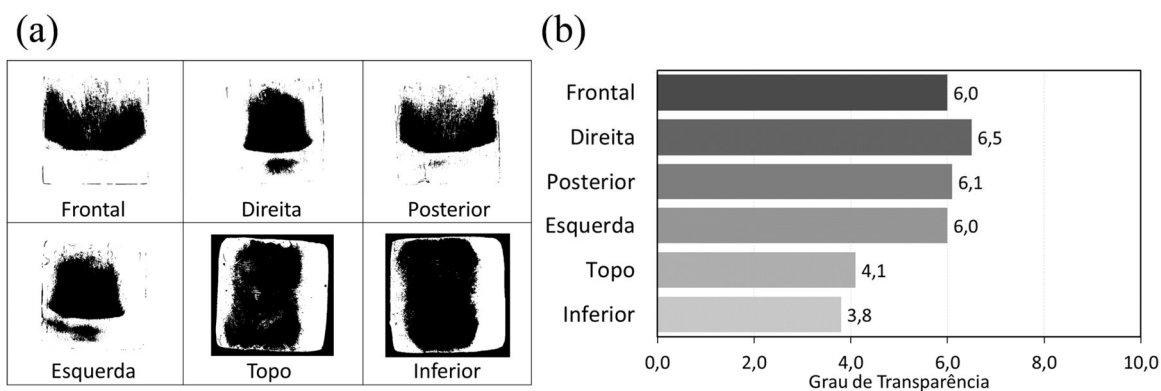 (a)
Frontal
Direita
Posterior
Esquerda
Topo
Inferior
(b)
Frontal
6,0
Direita
6,5
Posterior
6,1
Esquerda
6,0
Topo
4,1
Inferior
3,8
0,0 2,0 4,0 6,0 8,0 10,0
Grau de Transparência